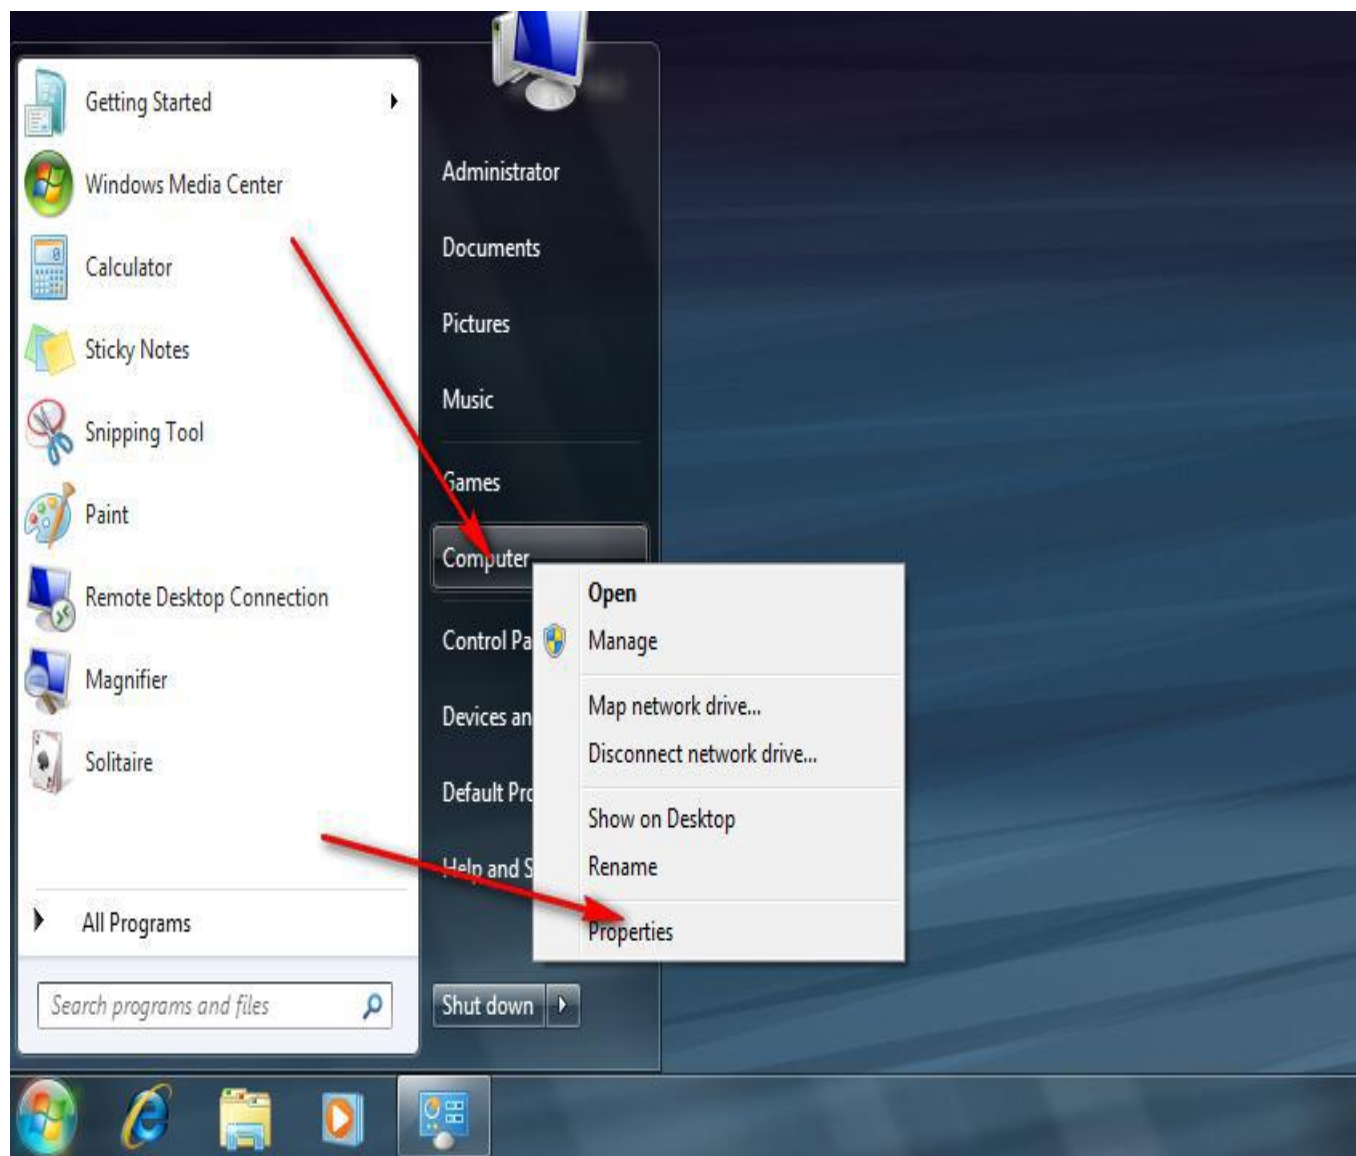 Getting Started
Windows Media Center
Calculator
Sticky Notes
Snipping Tool
Paint
Remote Desktop Connection
Magnifier
Solitaire
All Programs
Search programs and files
Administrator
Documents
Pictures
Music
Games
Computer
Control Pa
Devices an
Default Pro
Help and S
Shut down
Open
Manage
Map network drive...
Disconnect network drive...
Show on Desktop
Rename
Properties